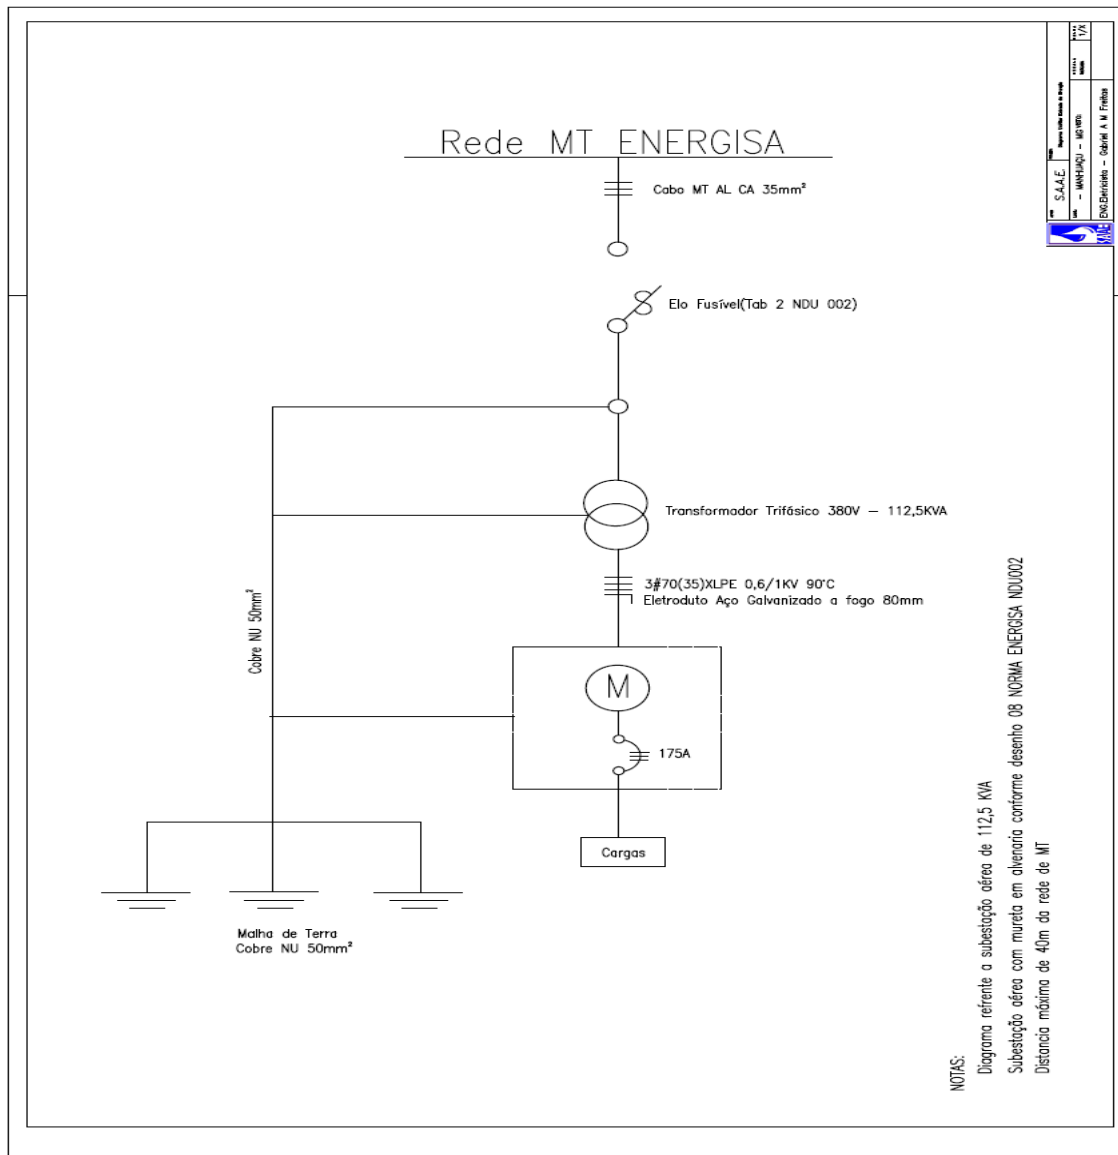 Rede MT ENERGISA
Cabo MT AL CA 35mm²
Elo Fusível(Tab 2 NDU 002)
Transformador Trifásico 380V – 112,5KVA
3#70(35)XLPE 0,6/1KV 90°C
Eletroduto Aço Galvanizado a fogo 80mm
Cobre NU 50mm²
M
175A
Cargas
Malha de Terra
Cobre NU 50mm²
NOTAS:
Diagrama refrente a subestação aérea de 112,5 KVA
Subestação aérea com mureta em alvenaria conforme desenho 08 NORMA ENERGISA NDU002
Distancia máxima de 40m da rede de MT
S.A.A.E.
- MANHUAÇU - MG
1/X
ENG.Eletricista - Gabriel A M Freitas
SAAE